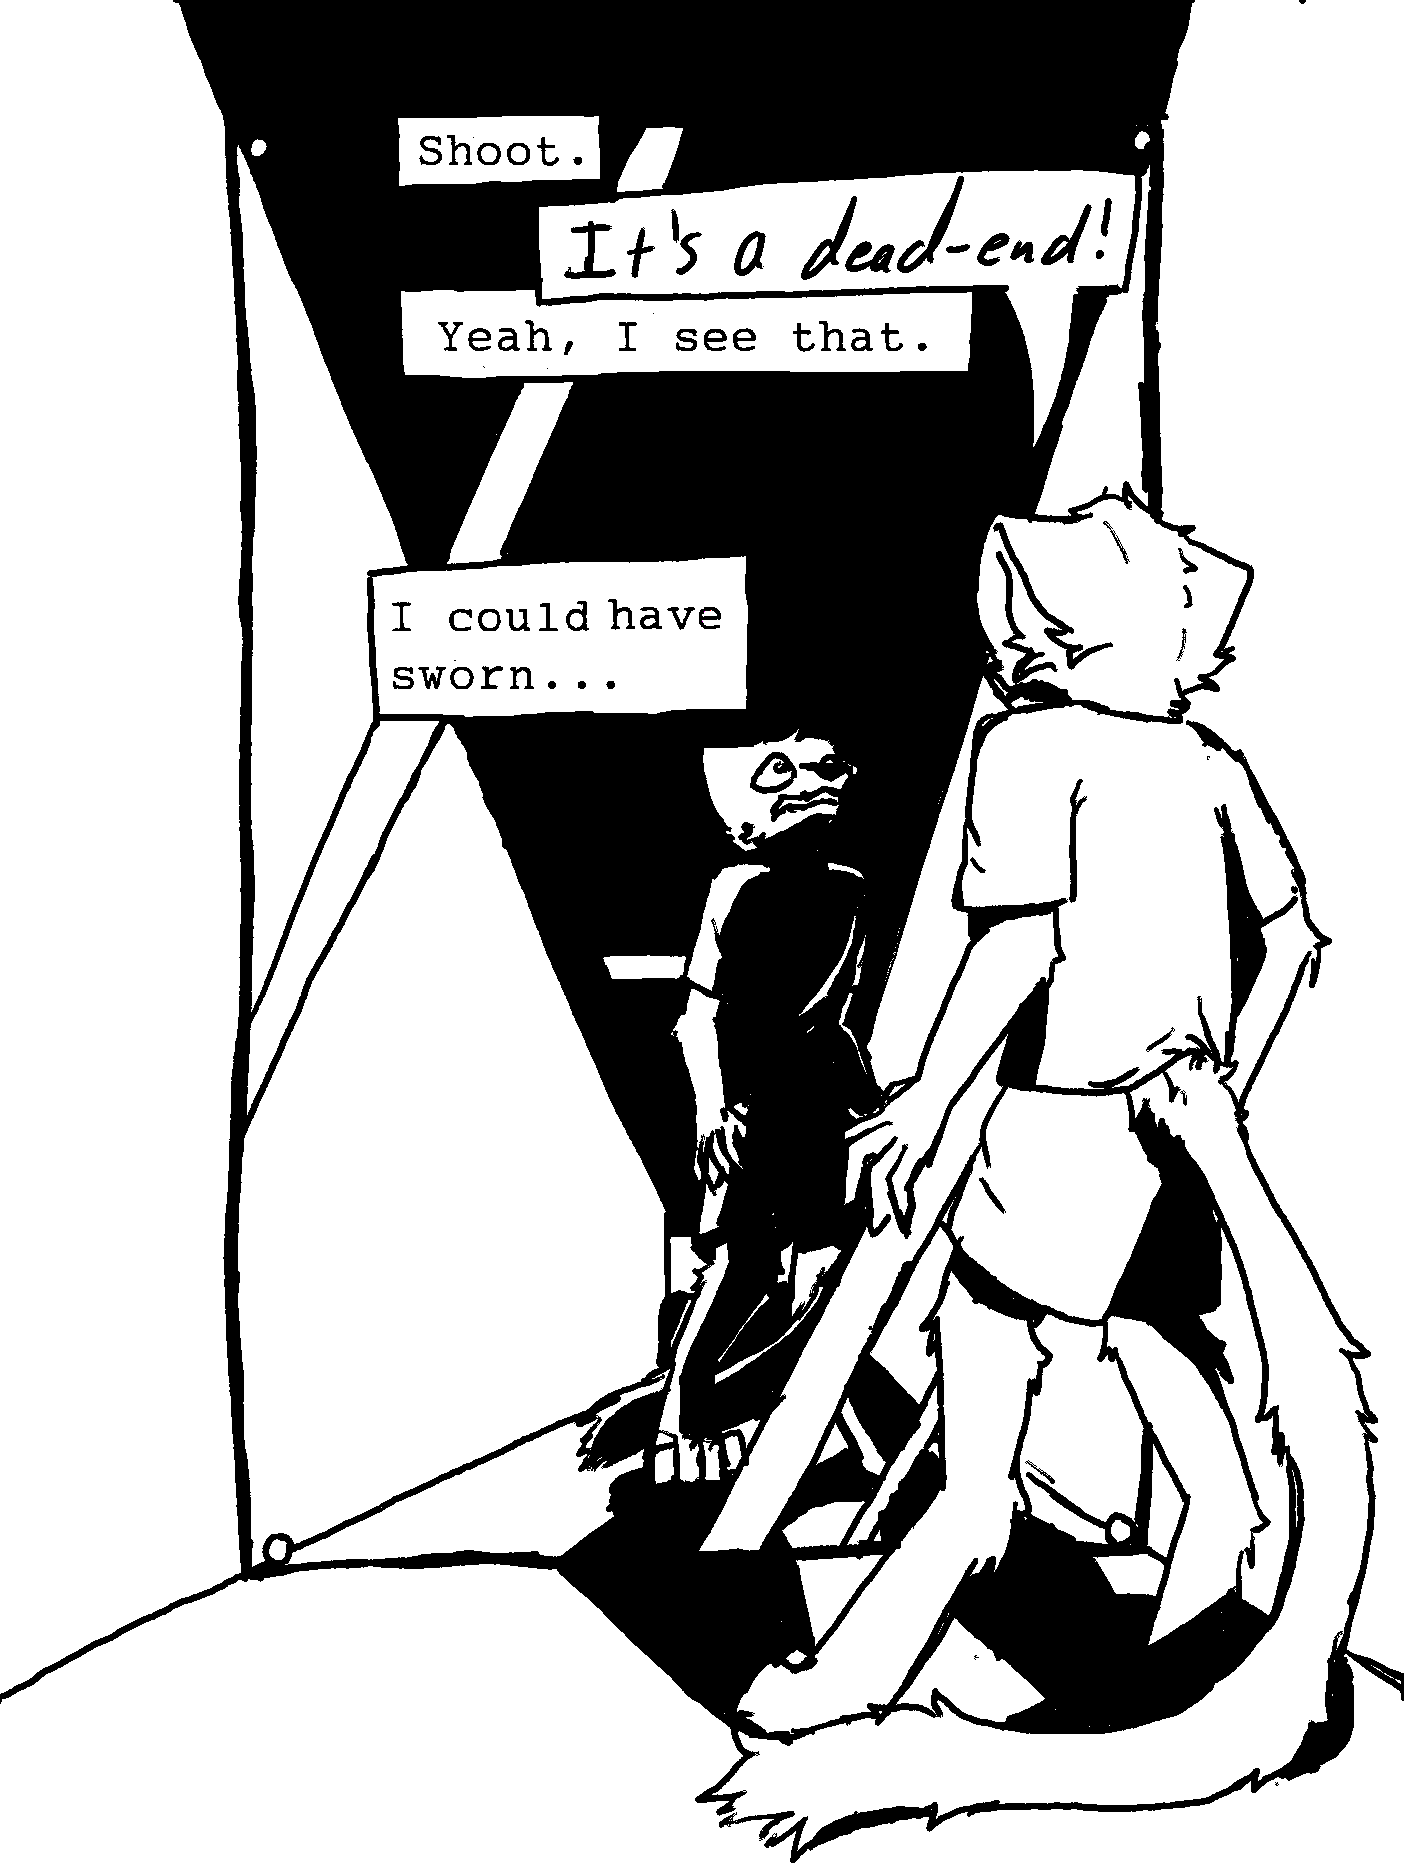 Shoot.
It's a dead-end!
Yeah, I see that.
I could have
sworn...